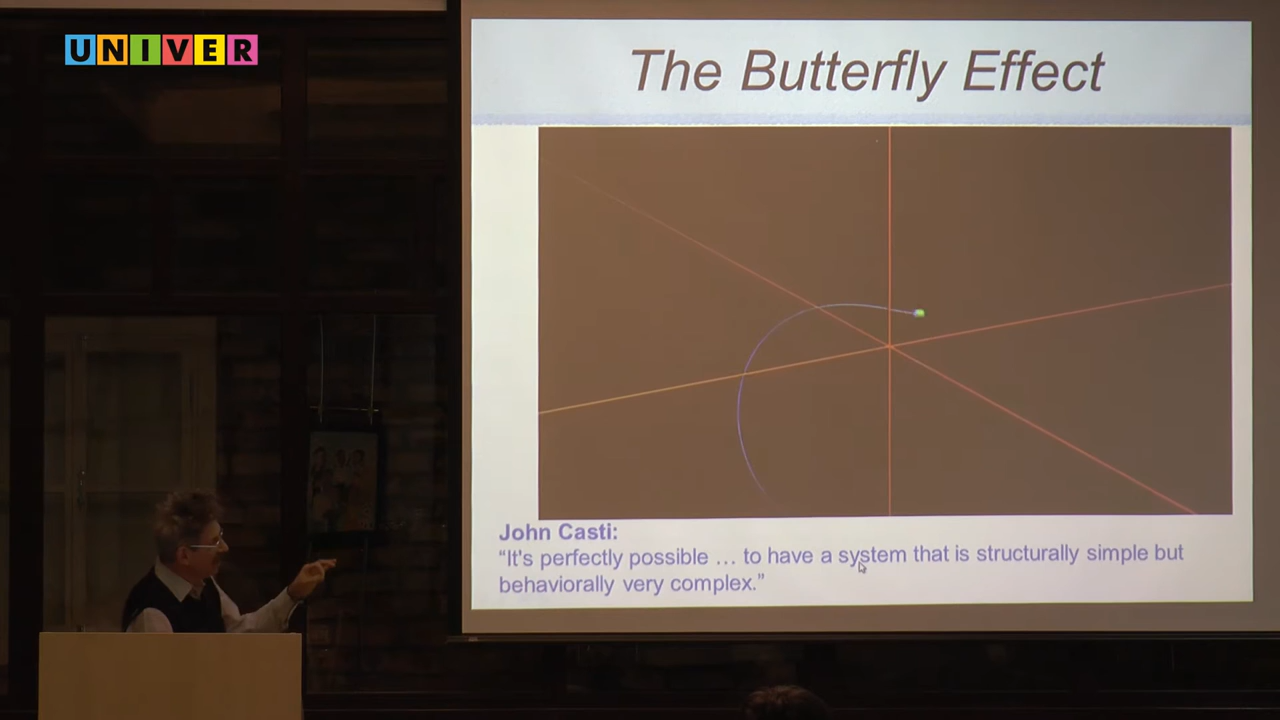 UNIVER
The Butterfly Effect
John Casti:
“It's perfectly possible … to have a system that is structurally simple but
behaviorally very complex.”